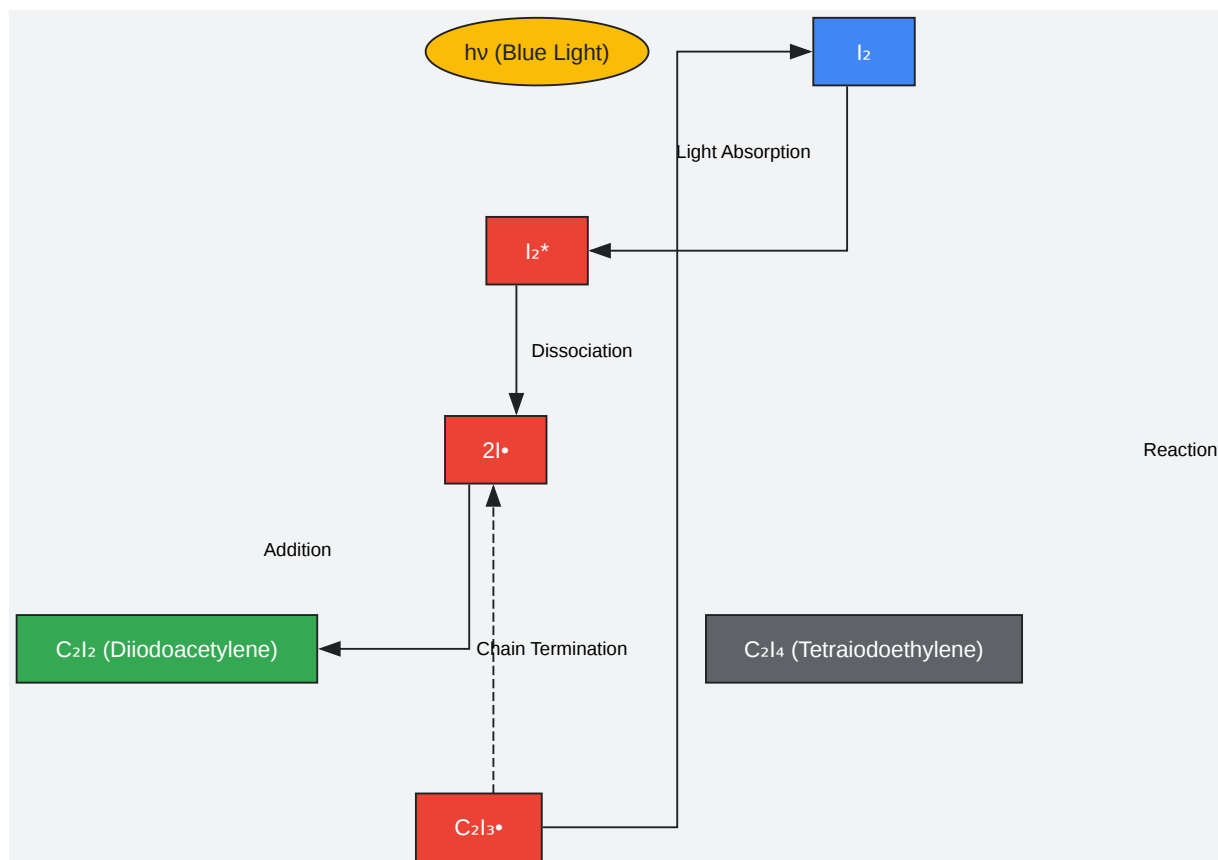 hν (Blue Light)
I₂
Light Absorption
I₂*
Dissociation
2I•
Reaction
Addition
C₂I₂ (Diiodoacetylene)
Chain Termination
C₂I₄ (Tetraiodoethylene)
C₂I₃•